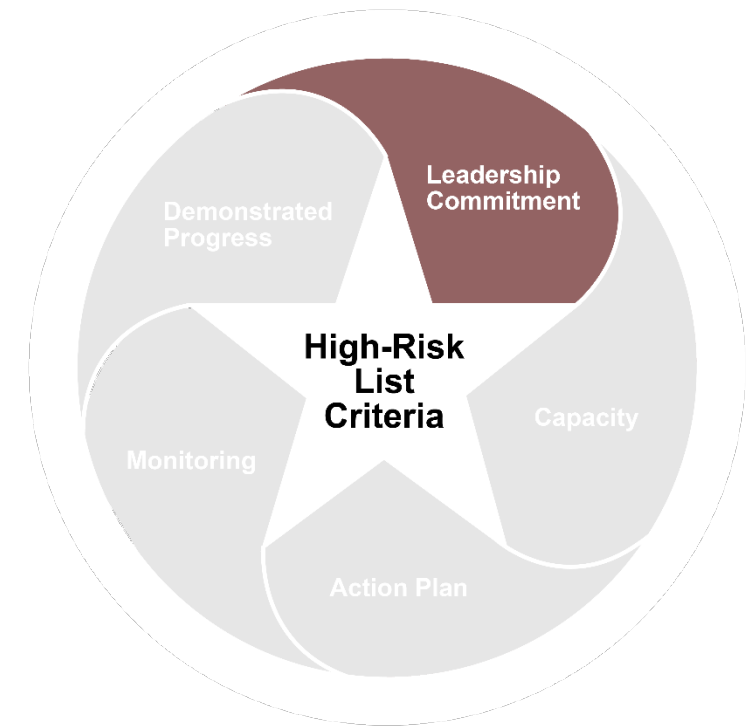 Leadership
Commitment
Demonstrated
Progress
High-Risk
List
Criteria
Capacity
Monitoring
Action Plan